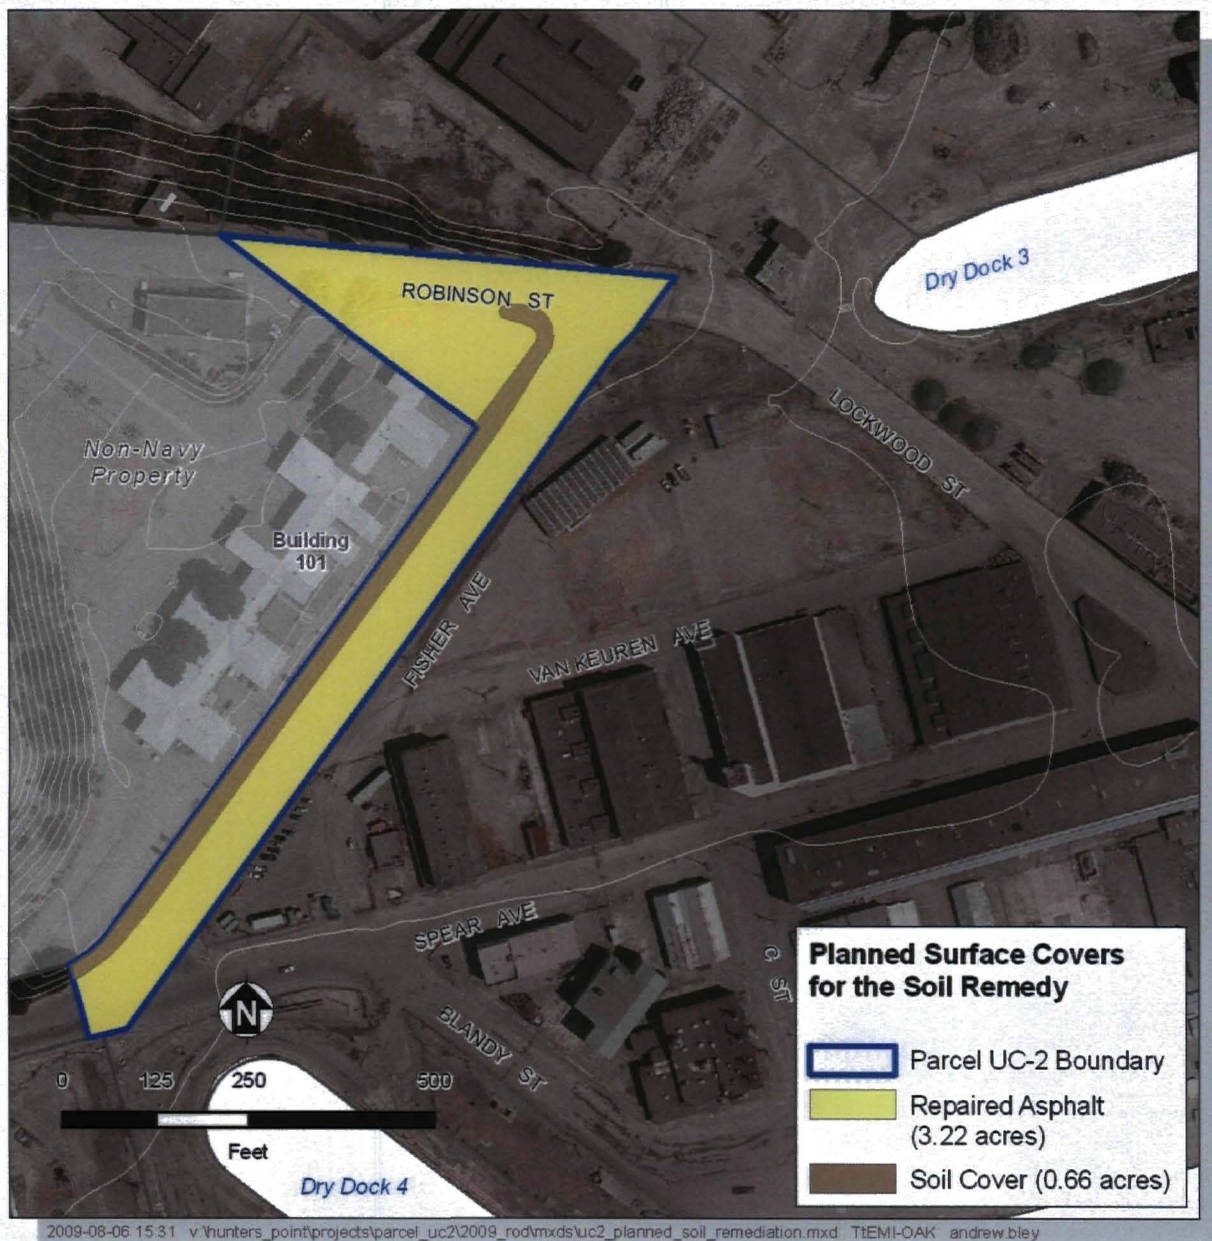 ROBINSON ST
Dry Dock 3
LOCKWOOD ST
Non-Navy
Property
Building
101
FISHER AVE
VAN KEUREN AVE
SPEAR AVE
C ST
BLANDY ST
N
0 125 250 500
Feet
Dry Dock 4
Planned Surface Covers
for the Soil Remedy
Parcel UC-2 Boundary
Repaired Asphalt
(3.22 acres)
Soil Cover (0.66 acres)
2009-08-06 15:31 v:\hunters_point\projects\parcel_uc2\2009_rod\mxds\uc2_planned_soil_remediation.mxd TtEMI-OAK andrew.bley